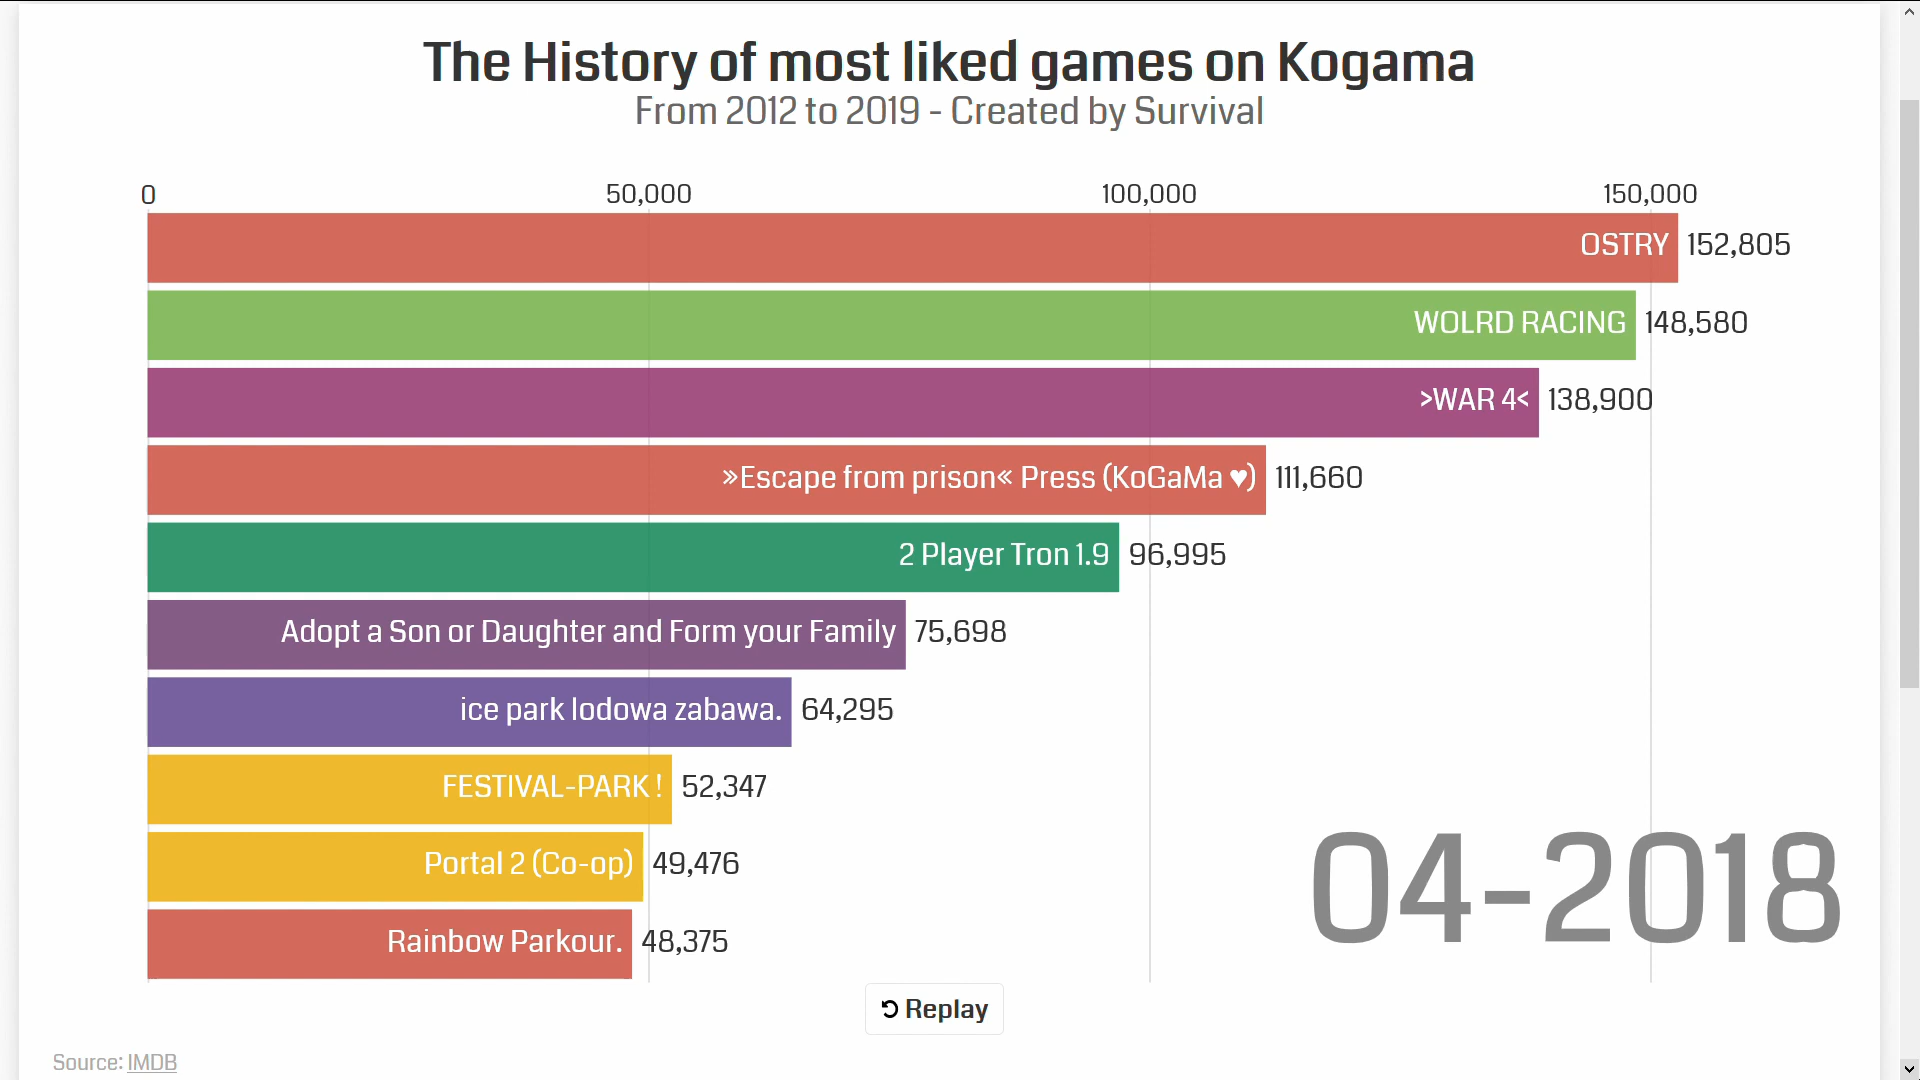 The History of most liked games on Kogama
From 2012 to 2019 - Created by Survival
0 50,000 100,000 150,000
OSTRY 152,805
WOLRD RACING 148,580
>WAR 4< 138,900
»Escape from prison« Press (KoGaMa ♥) 111,660
2 Player Tron 1.9 96,995
Adopt a Son or Daughter and Form your Family 75,698
ice park lodowa zabawa. 64,295
FESTIVAL-PARK ! 52,347
Portal 2 (Co-op) 49,476
Rainbow Parkour. 48,375
04-2018
Replay
Source: IMDB